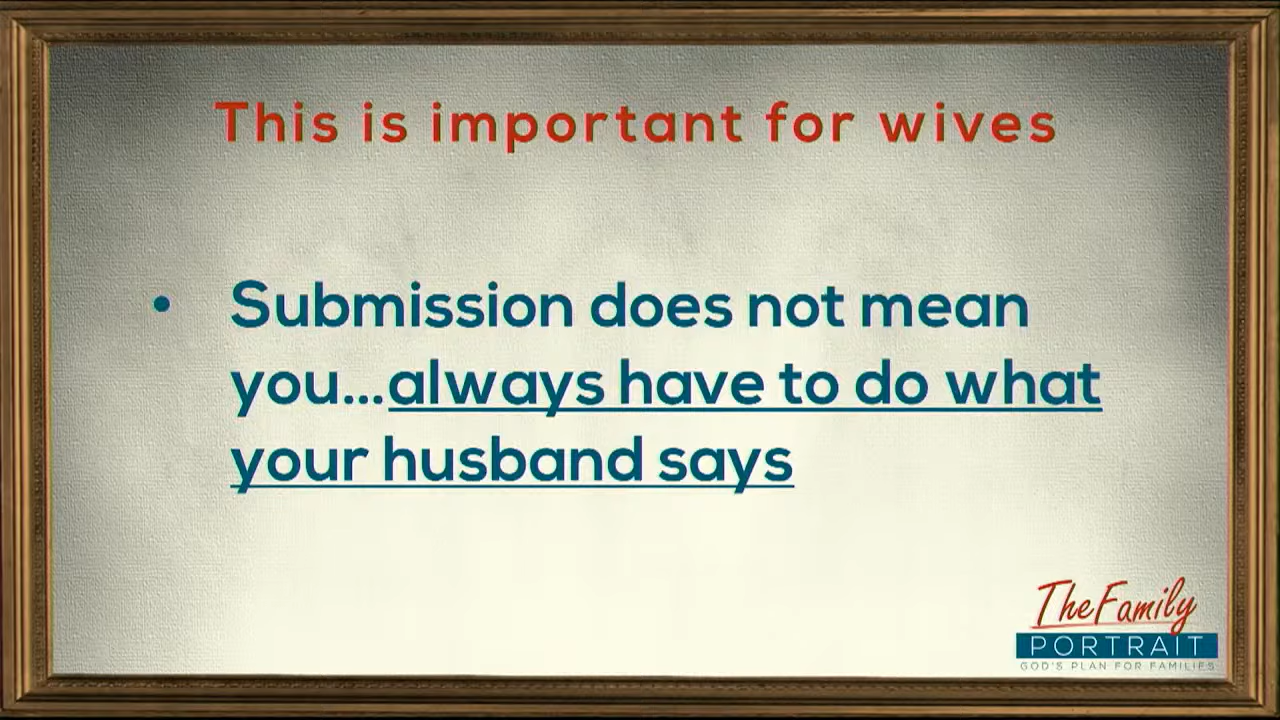 This is important for wives
• Submission does not mean
you...always have to do what
your husband says
The Family
PORTRAIT
GOD'S PLAN FOR FAMILIES